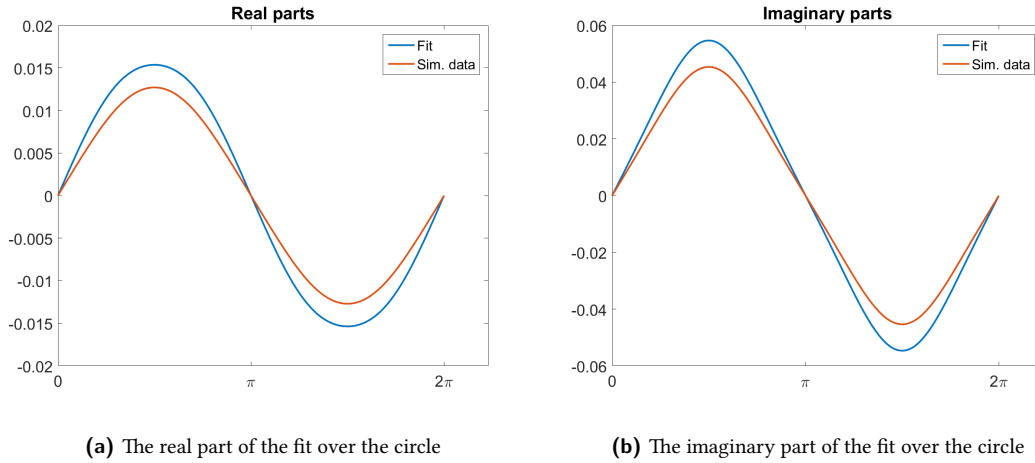 Real parts
0.02
0.015
0.01
0.005
0
-0.005
-0.01
-0.015
-0.02
0
π
2π
Fit
Sim. data
(a) The real part of the fit over the circle
Imaginary parts
0.06
0.04
0.02
0
-0.02
-0.04
-0.06
0
π
2π
Fit
Sim. data
(b) The imaginary part of the fit over the circle